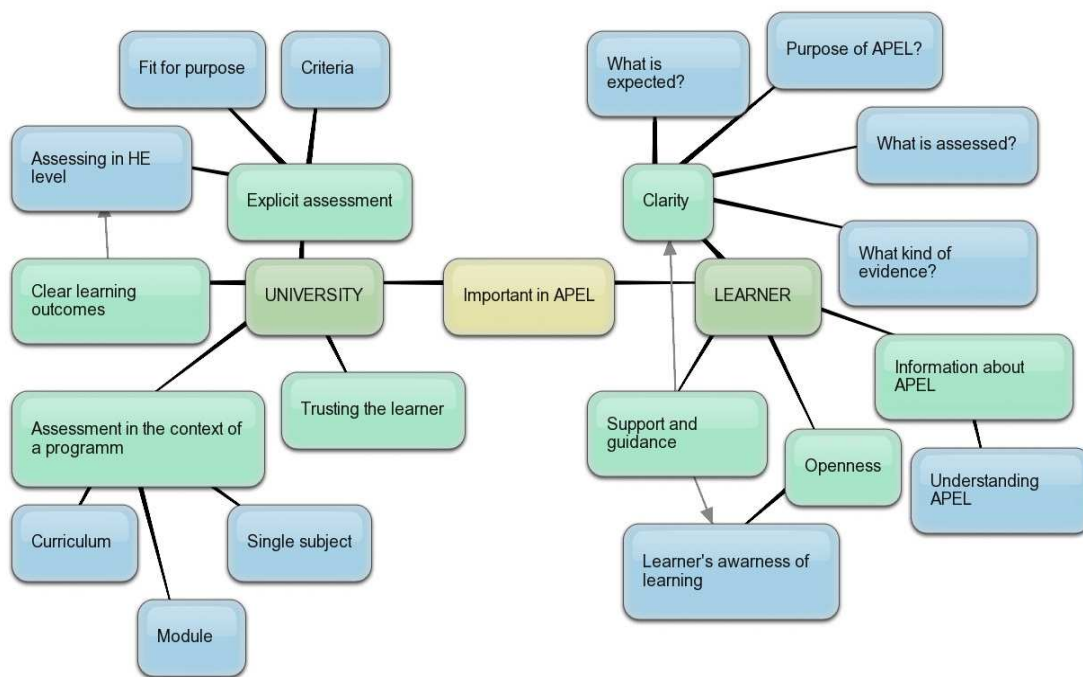 Fit for purpose
Criteria
What is
expected?
Purpose of APEL?
Assessing in HE
level
What is assessed?
Explicit assessment
Clarity
What kind of
evidence?
Clear learning
outcomes
UNIVERSITY
Important in APEL
LEARNER
Information about
APEL
Trusting the learner
Assessment in the context of
a programm
Support and
guidance
Openness
Understanding
APEL
Curriculum
Single subject
Learner's awarness of
learning
Module